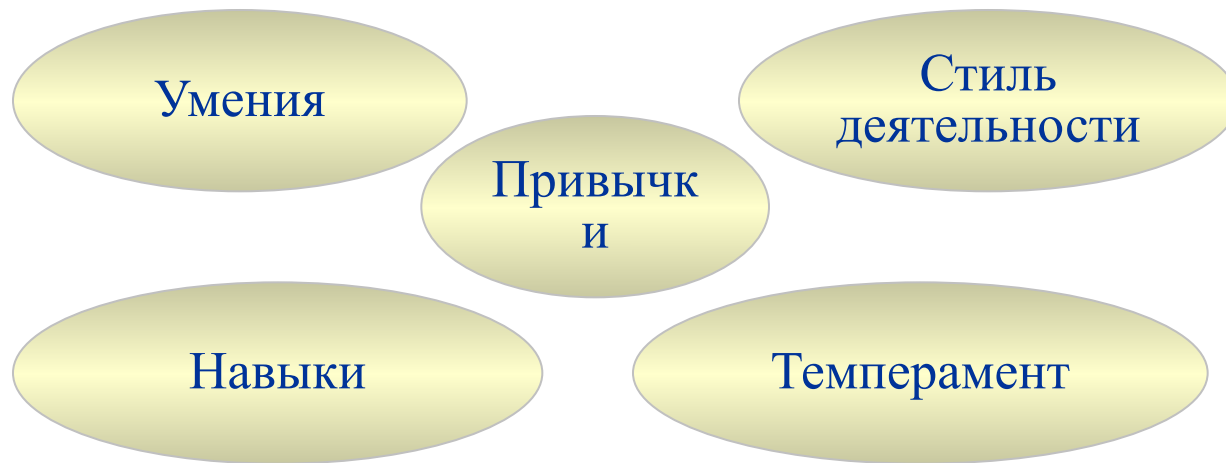 Умения
Стиль
деятельности
Привычк
и
Навыки
Темперамент